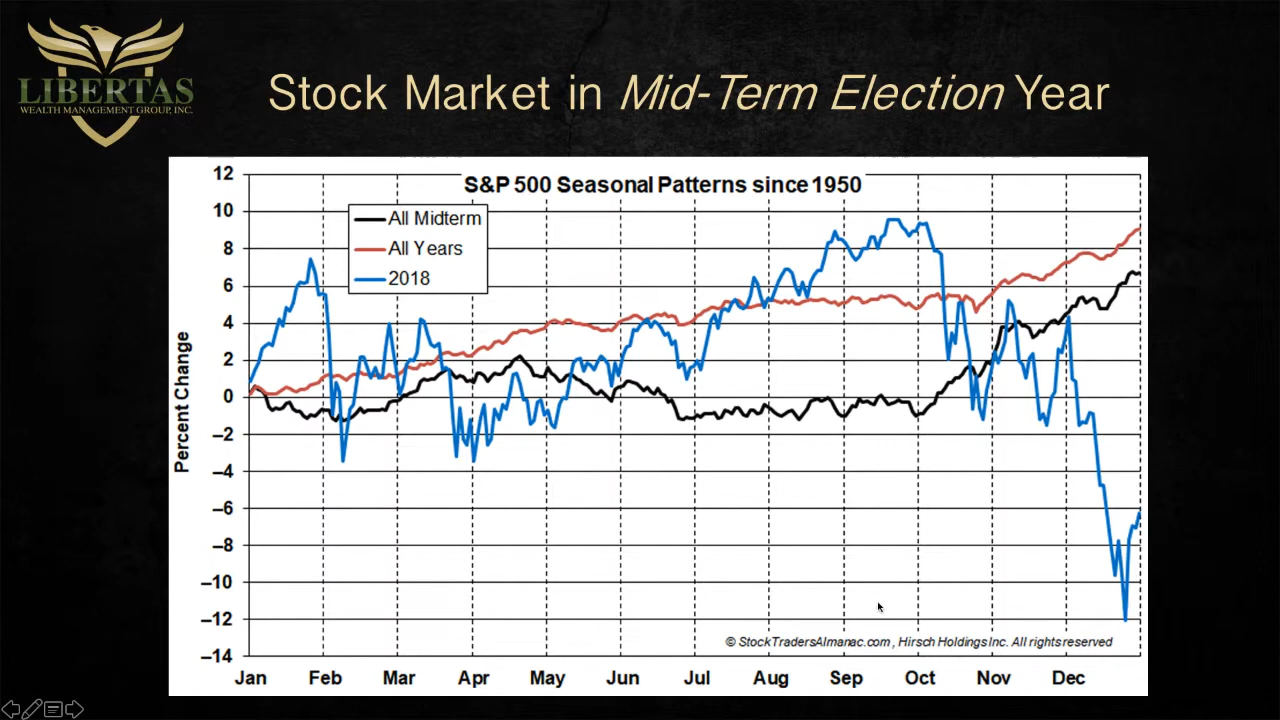 LIBERTAS
WEALTH MANAGEMENT GROUP, INC.
Stock Market in Mid-Term Election Year
S&P 500 Seasonal Patterns since 1950
All Midterm
All Years
2018
Percent Change
12
10
8
6
4
2
0
–2
–4
–6
–8
–10
–12
–14
© StockTradersAlmanac.com , Hirsch Holdings Inc. All rights reserved
Jan Feb Mar Apr May Jun Jul Aug Sep Oct Nov Dec